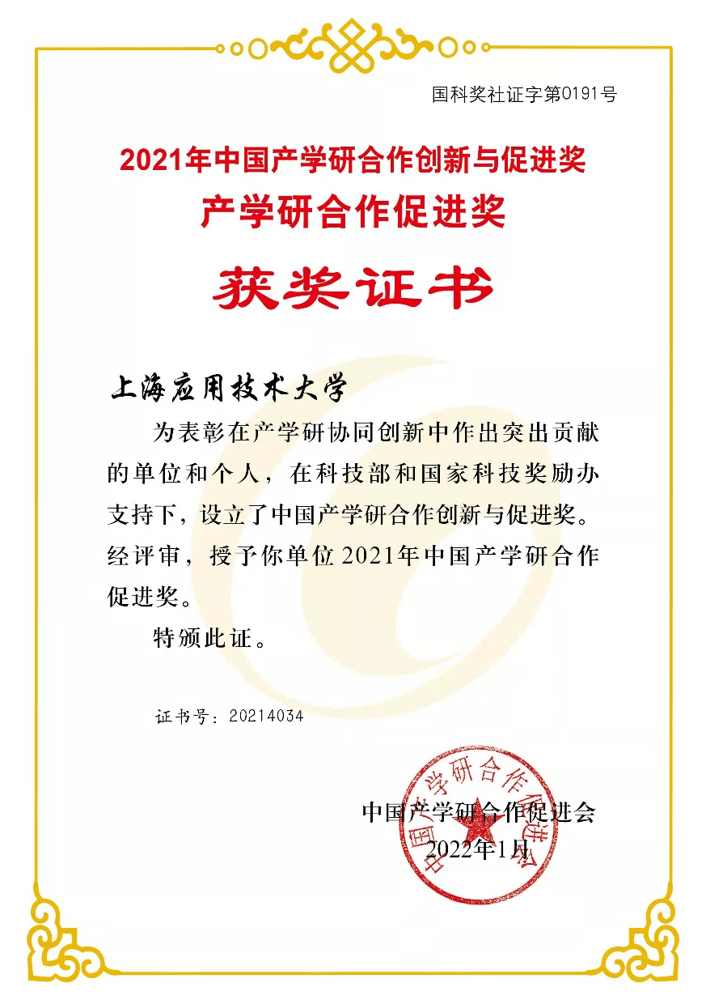 国科奖社证字第0191号
2021年中国产学研合作创新与促进奖
产学研合作促进奖
获奖证书
上海应用技术大学
为表彰在产学研协同创新中作出突出贡献
的单位和个人，在科技部和国家科技奖励办
支持下，设立了中国产学研合作创新与促进奖。
经评审，授予你单位 2021年中国产学研合作
促进奖。
特颁此证。
证书号：20214034
中国产学研合作促进会
2022年1月
中国产学研合作促进会